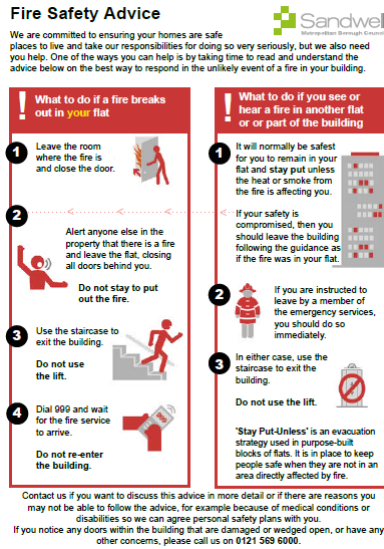 Fire Safety Advice
Sandwell
Metropolitan Borough Council
We are committed to ensuring your homes are safe
places to live and take our responsibilities for doing so very seriously, but we also need
you help. One of the ways you can help is by taking time to read and understand the
advice below on the best way to respond in the unlikely event of a fire in your building.
! What to do if a fire breaks
out in your flat
1 Leave the room
where the fire is
and close the door.
2
Alert anyone else in the
property that there is a fire
and leave the flat, closing
all doors behind you.
Do not stay to put
out the fire.
3 Use the staircase to
exit the building.
Do not use
the lift.
4 Dial 999 and wait
for the fire service
to arrive.
Do not re-enter
the building.
! What to do if you see or
hear a fire in another flat
or or part of the building
1 It will normally be safest
for you to remain in your
flat and stay put unless
the heat or smoke from
the fire is affecting you.
If your safety is
compromised, then you
should leave the building
following the guidance as
if the fire was in your flat.
2 If you are instructed to
leave by a member of
the emergency services,
you should do so
immediately.
3 In either case, use the
staircase to exit the
building.
Do not use the lift.
'Stay Put-Unless' is an evacuation
strategy used in purpose-built
blocks of flats. It is in place to keep
people safe when they are not in an
area directly affected by fire.
Contact us if you want to discuss this advice in more detail or if there are reasons you
may not be able to follow the advice, for example because of medical conditions or
disabilities so we can agree personal safety plans with you.
If you notice any doors within the building that are damaged or wedged open, or have any
other concerns, please call us on 0121 569 6000.